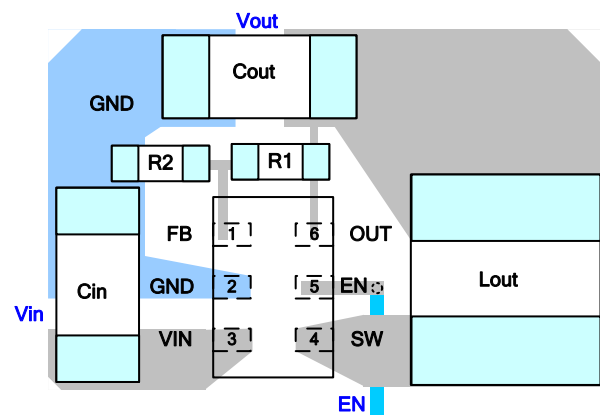 Vout
Cout
GND
R2
R1
FB
1
6
OUT
GND
2
5
EN
Cin
Lout
Vin
VIN
3
4
SW
EN